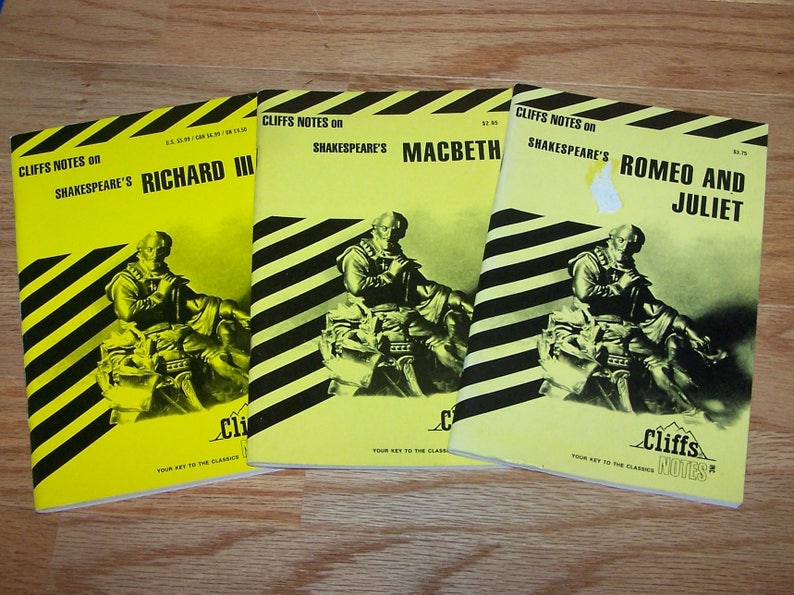 CLIFFS NOTES on
U.S. $5.99 / CAN $6.99 / UK £4.50
SHAKESPEARE'S RICHARD III
YOUR KEY TO THE CLASSICS
CLIFFS NOTES on
$2.95
SHAKESPEARE'S MACBETH
YOUR KEY TO THE CLASSICS
CLIFFS NOTES on
$3.75
SHAKESPEARE'S ROMEO AND
JULIET
Cliffs
YOUR KEY TO THE CLASSICS NOTES INC